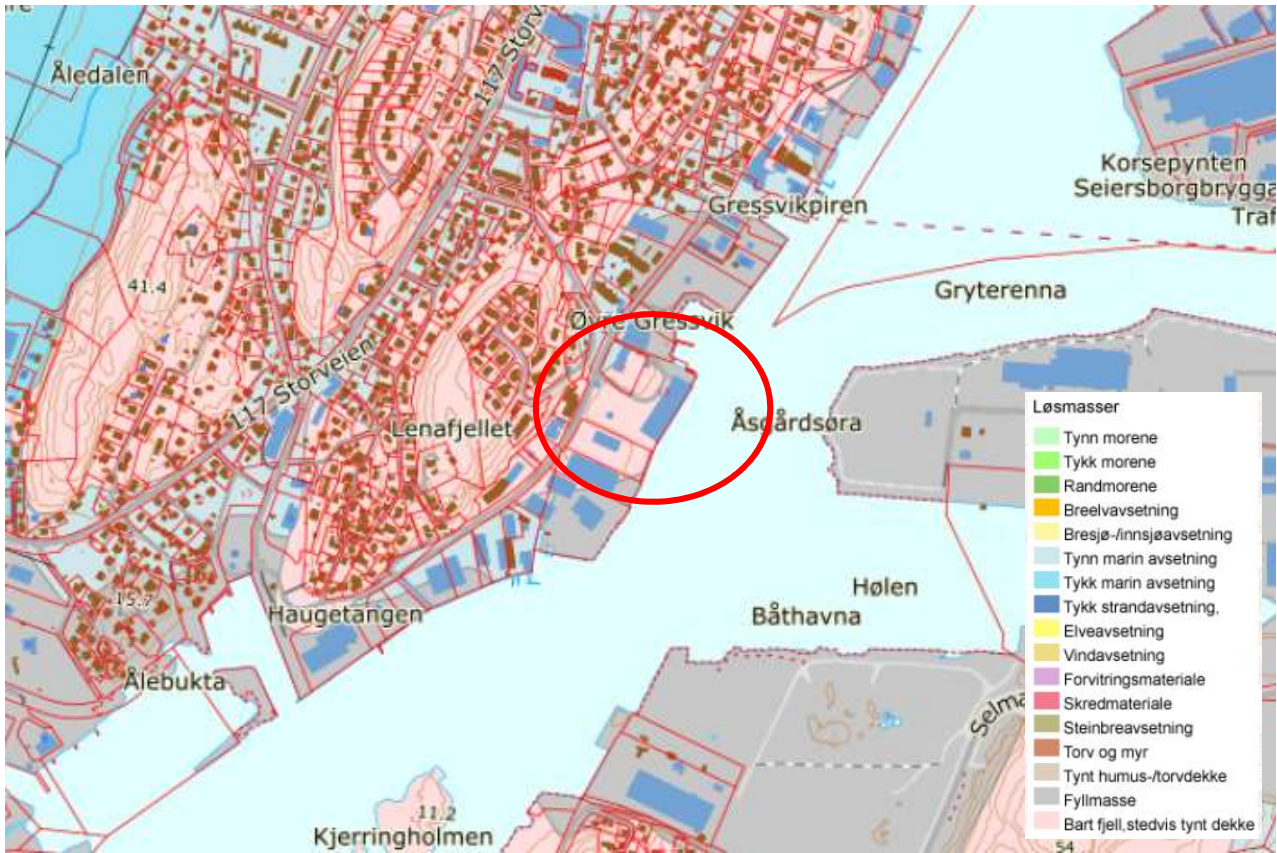 Åledalen
117 Storv
Korsepynten
Seiersborgbrygga
Traf
Gressvikpiren
41.4
Gryterenna
Øvre Gressvik
117 Storveien
Lenafjellet
Åsgårdsøra
Hølen
15.7
Haugetangen
Båthavna
Ålebukta
Selma
11.2
Kjerringholmen
54
Løsmasser
Tynn morene
Tykk morene
Randmorene
Breelvavsetning
Bresjø-/innsjøavsetning
Tynn marin avsetning
Tykk marin avsetning
Tykk strandavsetning,
Elveavsetning
Vindavsetning
Forvitringsmateriale
Skredmateriale
Steinbreavsetning
Torv og myr
Tynt humus-/torvdekke
Fyllmasse
Bart fjell,stedvis tynt dekke